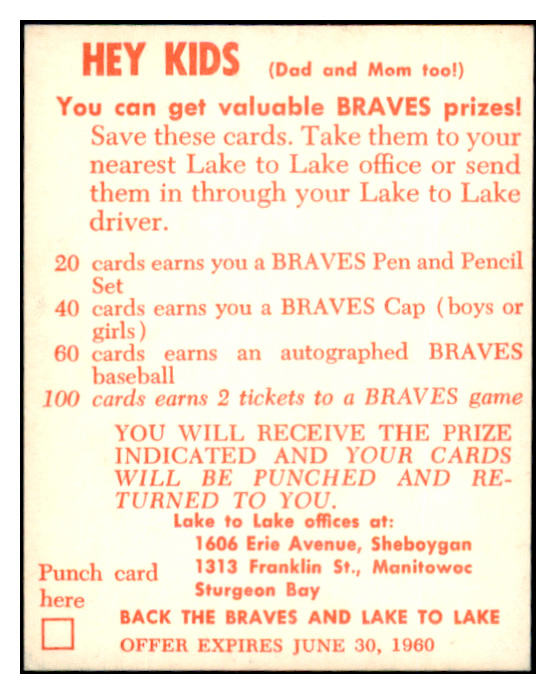 HEY KIDS (Dad and Mom too!)
You can get valuable BRAVES prizes!
Save these cards. Take them to your
nearest Lake to Lake office or send
them in through your Lake to Lake
driver.
20 cards earns you a BRAVES Pen and Pencil
Set
40 cards earns you a BRAVES Cap (boys or
girls)
60 cards earns an autographed BRAVES
baseball
100 cards earns 2 tickets to a BRAVES game
YOU WILL RECEIVE THE PRIZE
INDICATED AND YOUR CARDS
WILL BE PUNCHED AND RE-
TURNED TO YOU.
Lake to Lake offices at:
1606 Erie Avenue, Sheboygan
1313 Franklin St., Manitowoc
Sturgeon Bay
Punch card
here
BACK THE BRAVES AND LAKE TO LAKE
OFFER EXPIRES JUNE 30, 1960